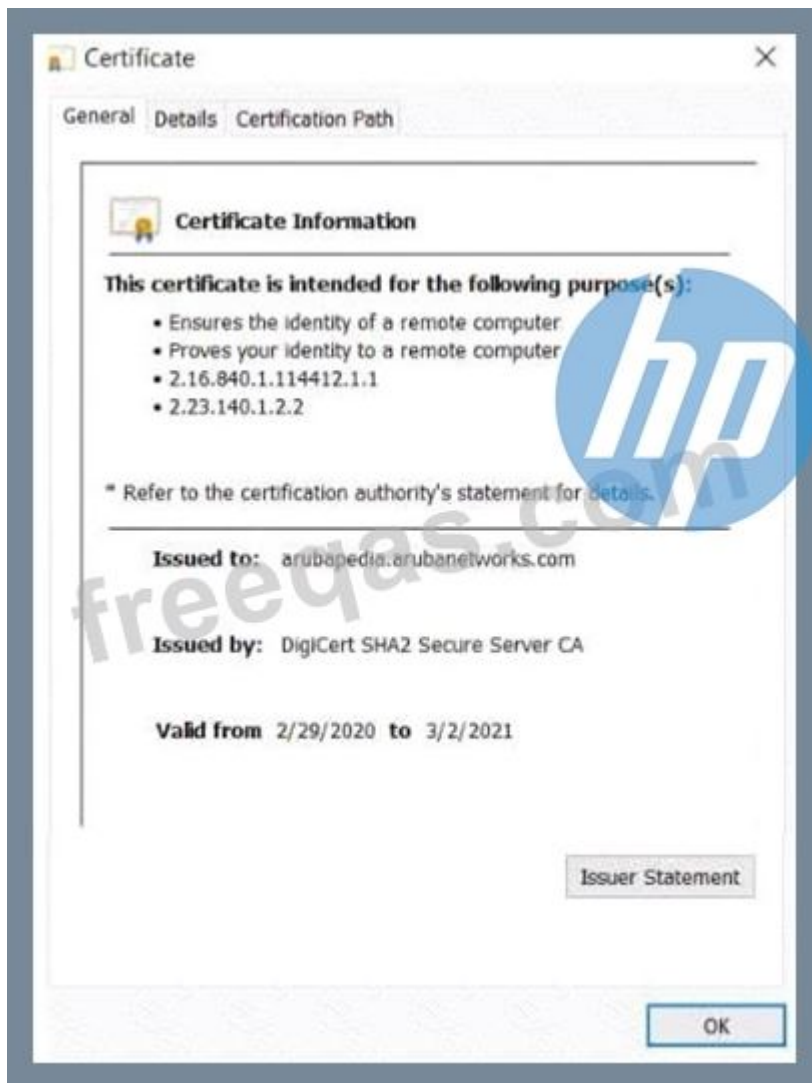 Certificate
General Details Certification Path
Certificate Information
This certificate is intended for the following purpose(s):
• Ensures the identity of a remote computer
• Proves your identity to a remote computer
• 2.16.840.1.114412.1.1
• 2.23.140.1.2.2
hp
* Refer to the certification authority's statement for details.
Issued to: arubapedia.arubanetworks.com
freeqas.com
Issued by: DigiCert SHA2 Secure Server CA
Valid from 2/29/2020 to 3/2/2021
Issuer Statement
OK